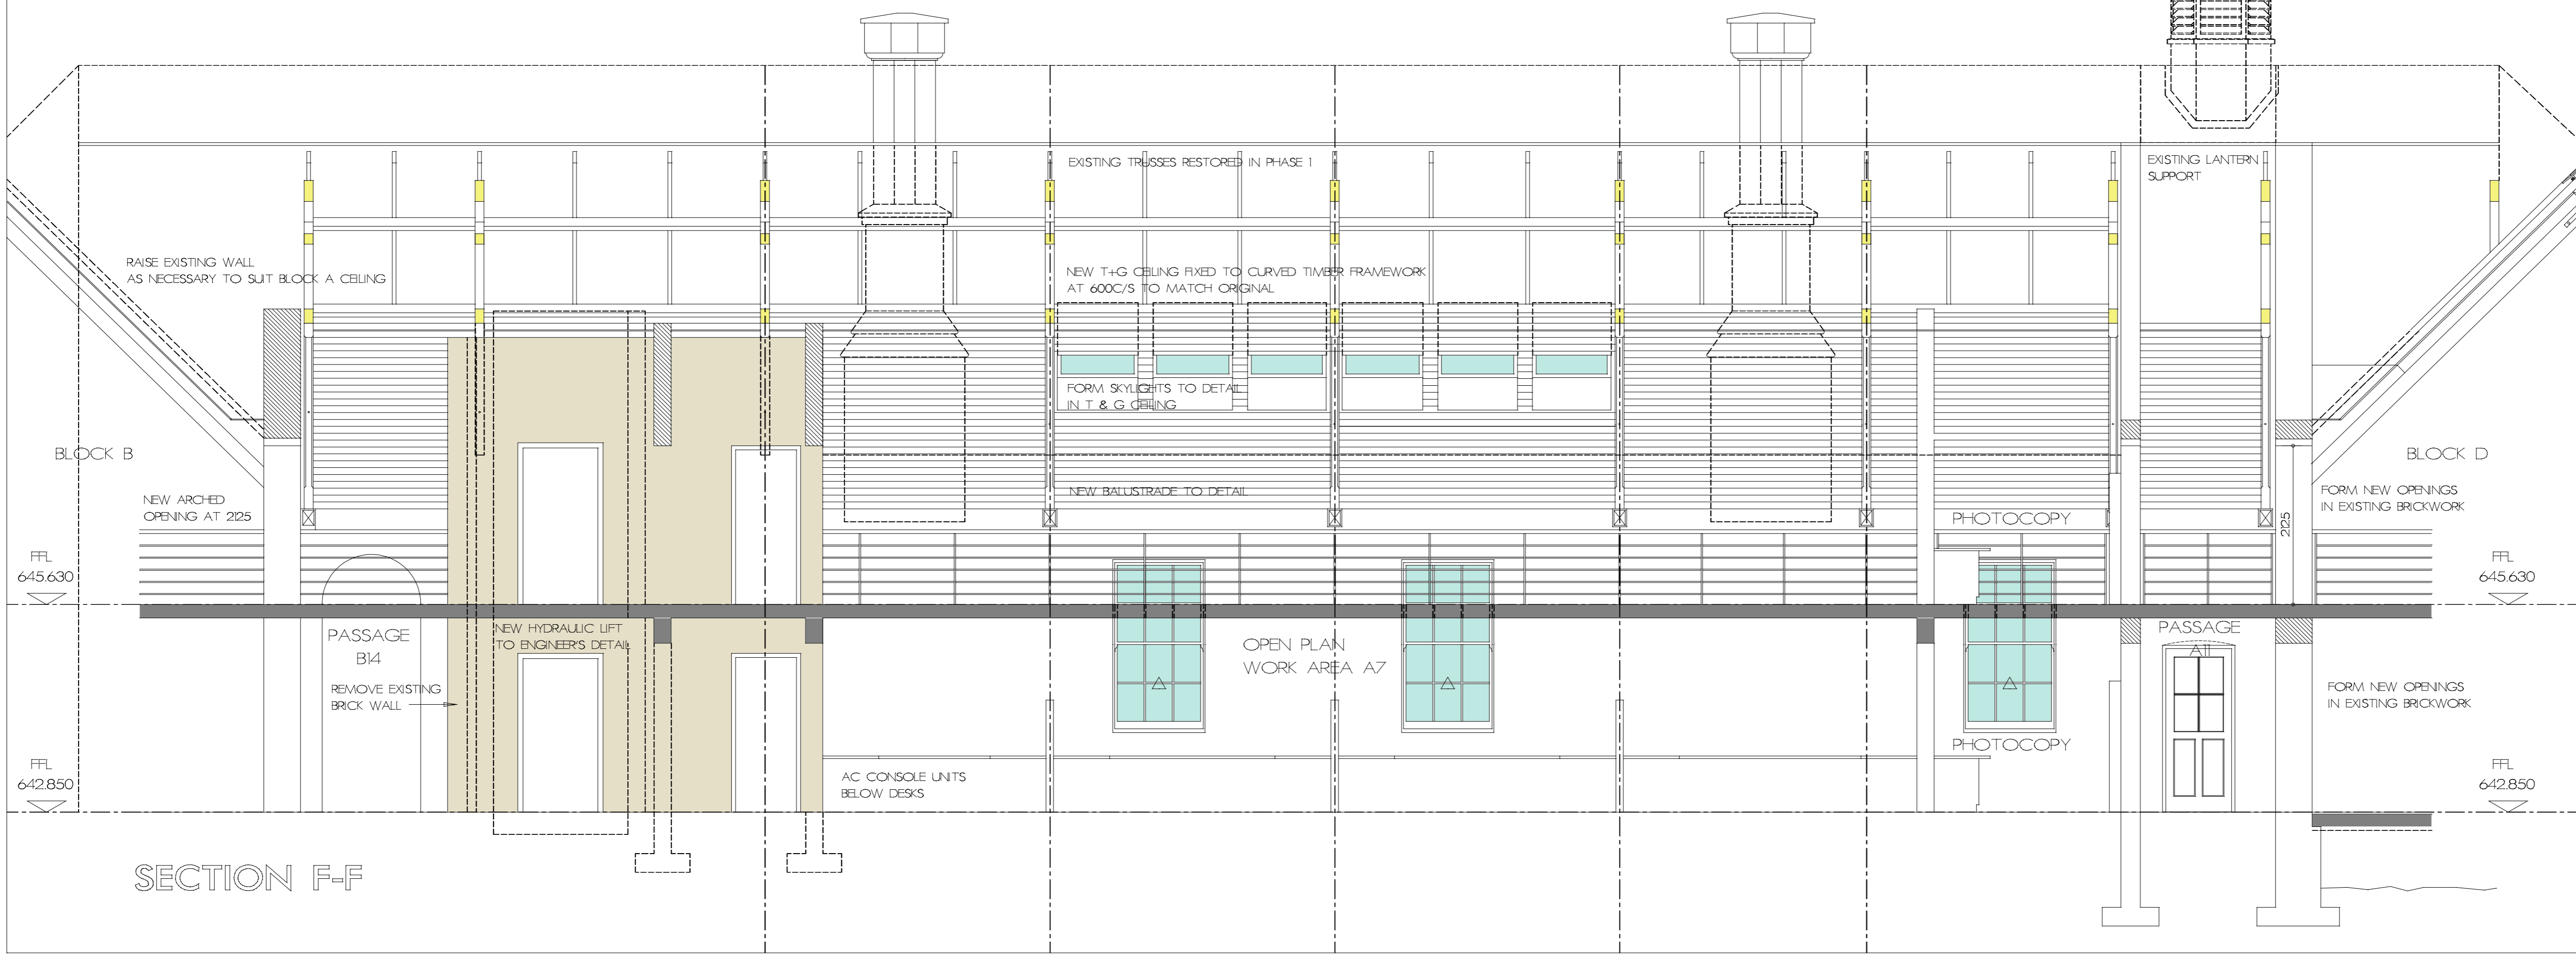 EXISTING TRUSSES RESTORED IN PHASE 1
EXISTING LANTERN
SUPPORT
RAISE EXISTING WALL
AS NECESSARY TO SUIT BLOCK A CEILING
NEW T+G CEILING FIXED TO CURVED TIMBER FRAMEWORK
AT 600C/S TO MATCH ORIGINAL
FORM SKYLIGHTS TO DETAIL
IN T & G CEILING
BLOCK B
BLOCK D
NEW ARCHED
OPENING AT 2125
NEW BALUSTRADE TO DETAIL
PHOTOCOPY
FORM NEW OPENINGS
IN EXISTING BRICKWORK
2125
FFL
645.630
FFL
645.630
PASSAGE
B14
NEW HYDRAULIC LIFT
TO ENGINEER'S DETAIL
OPEN PLAN
WORK AREA A7
PASSAGE
A11
REMOVE EXISTING
BRICK WALL
FORM NEW OPENINGS
IN EXISTING BRICKWORK
PHOTOCOPY
FFL
642.850
AC CONSOLE UNITS
BELOW DESKS
FFL
642.850
SECTION F-F